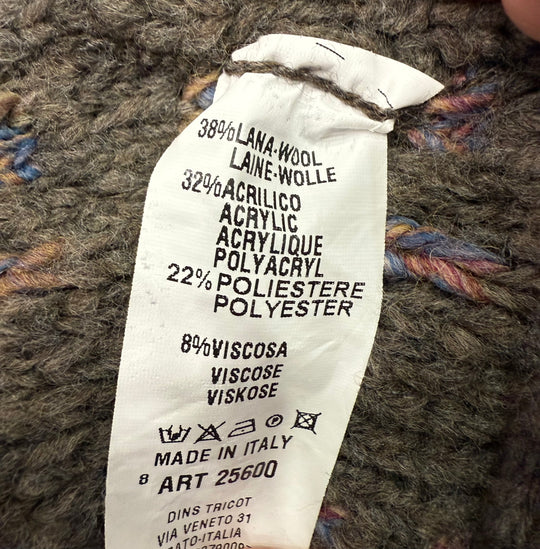 38% LANA-WOOL
LAINE-WOLLE
32% ACRILICO
ACRYLIC
ACRYLIQUE
POLYACRYL
22% POLIESTERE
POLYESTER
8% VISCOSA
VISCOSE
VISKOSE
MADE IN ITALY
8 ART 25600
DINS TRICOT
VIA VENETO 31